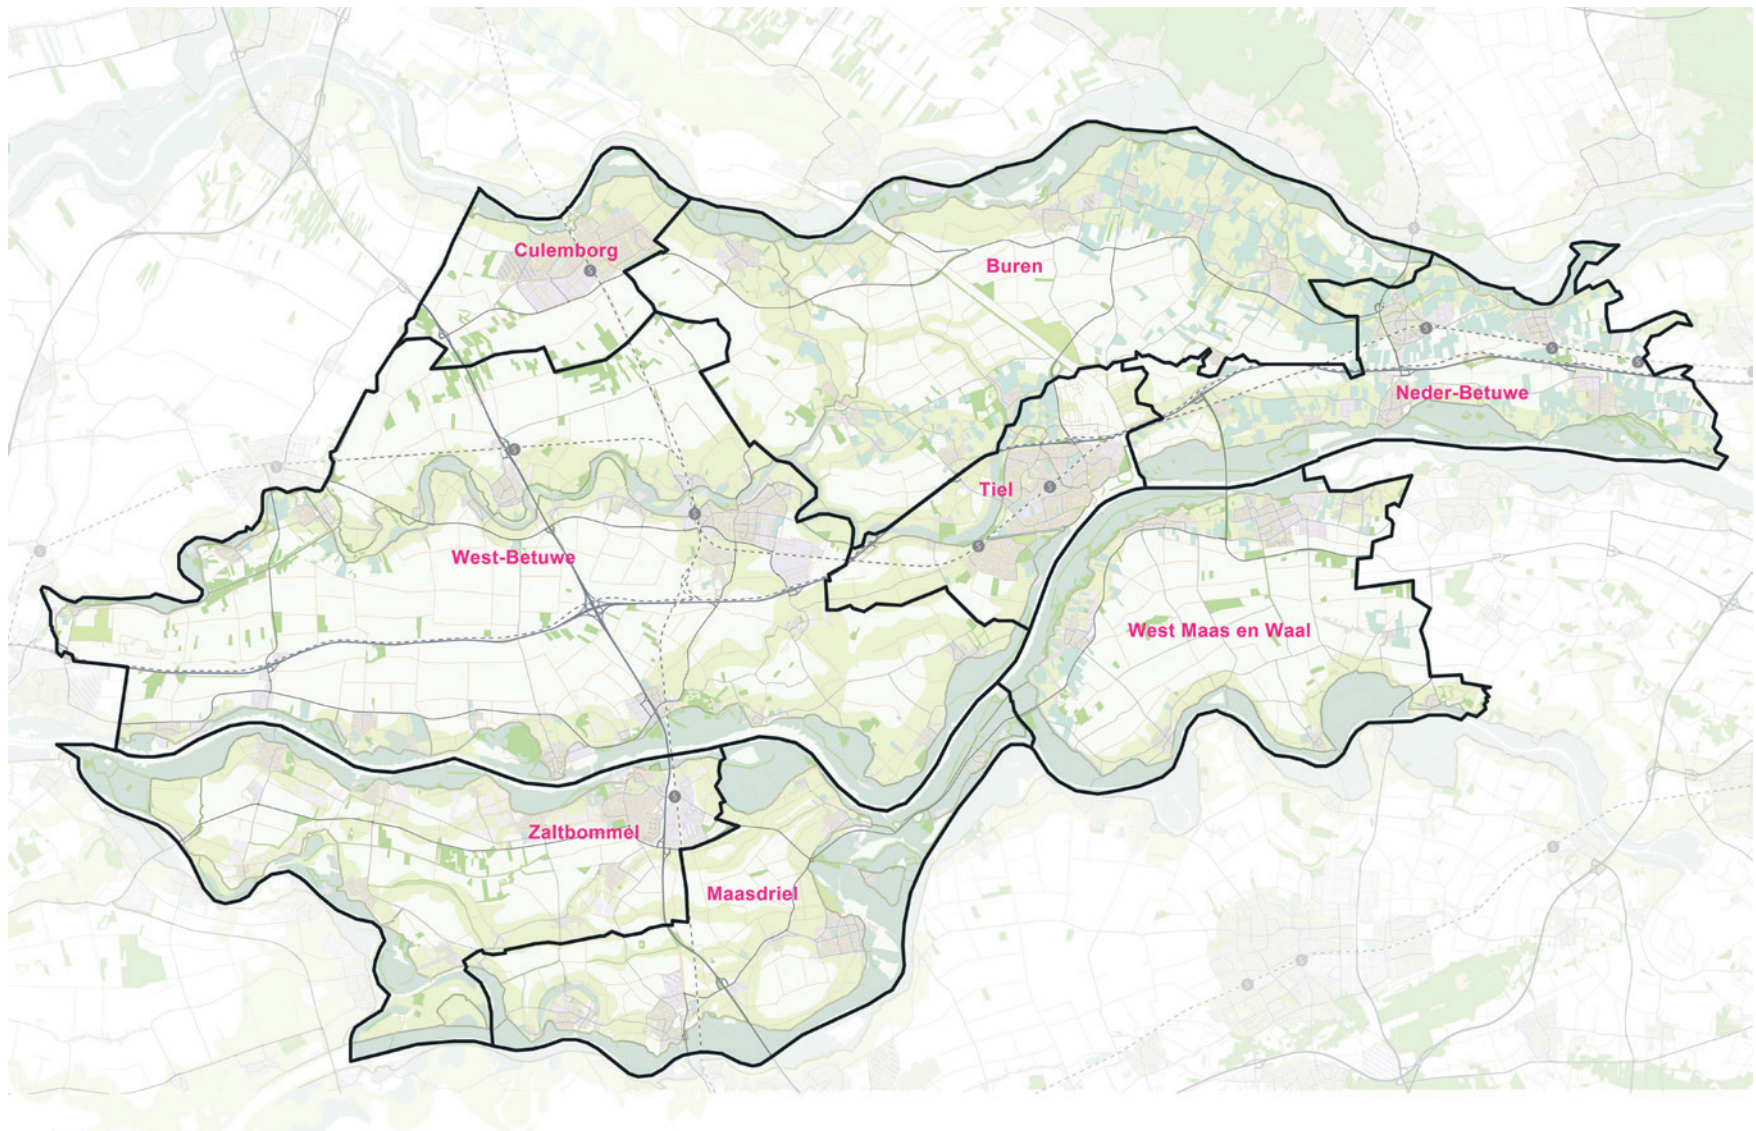 Culemborg
Buren
Neder-Betuwe
Tiel
West-Betuwe
West Maas en Waal
Zaltbommel
Maasdriel